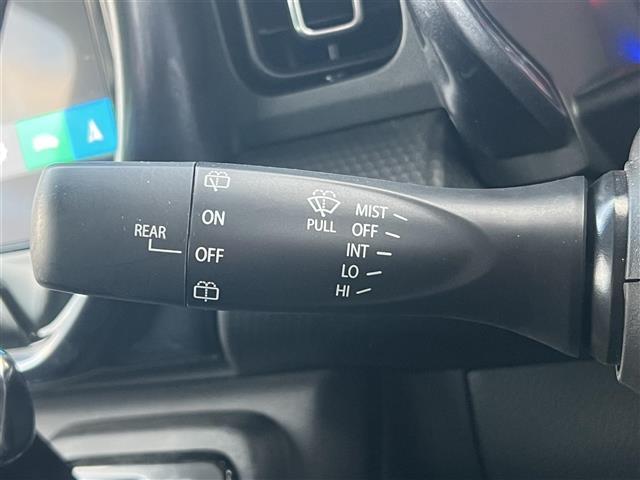 REAR
ON
OFF
PULL
MIST
OFF
INT
LO
HI